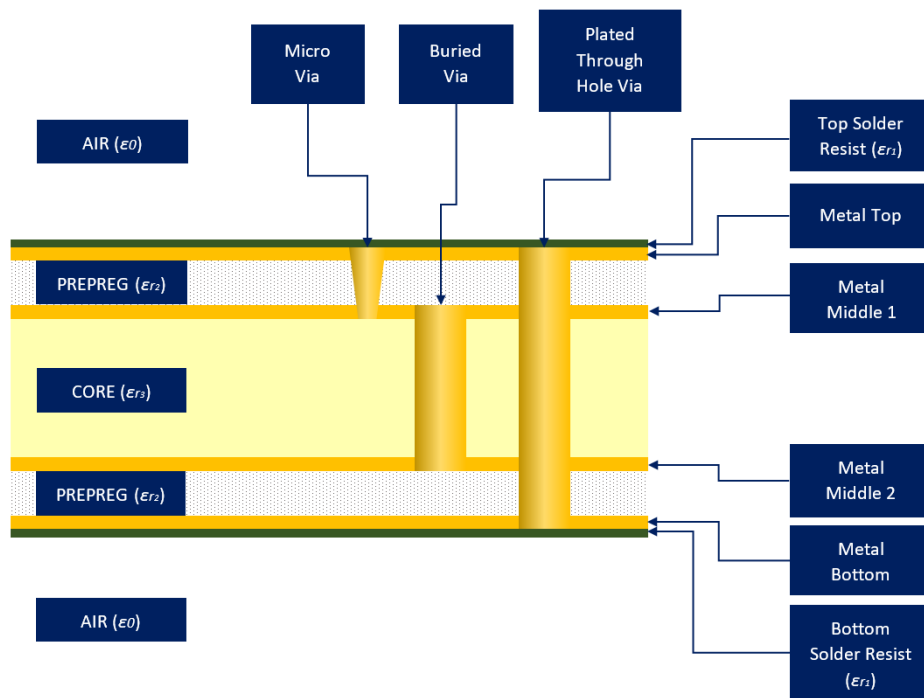 Micro
Via
Buried
Via
Plated
Through
Hole Via
AIR (ε0)
Top Solder
Resist (εr1)
Metal Top
PREPREG (εr2)
Metal
Middle 1
CORE (εr3)
PREPREG (εr2)
Metal
Middle 2
Metal
Bottom
AIR (ε0)
Bottom
Solder Resist
(εr1)